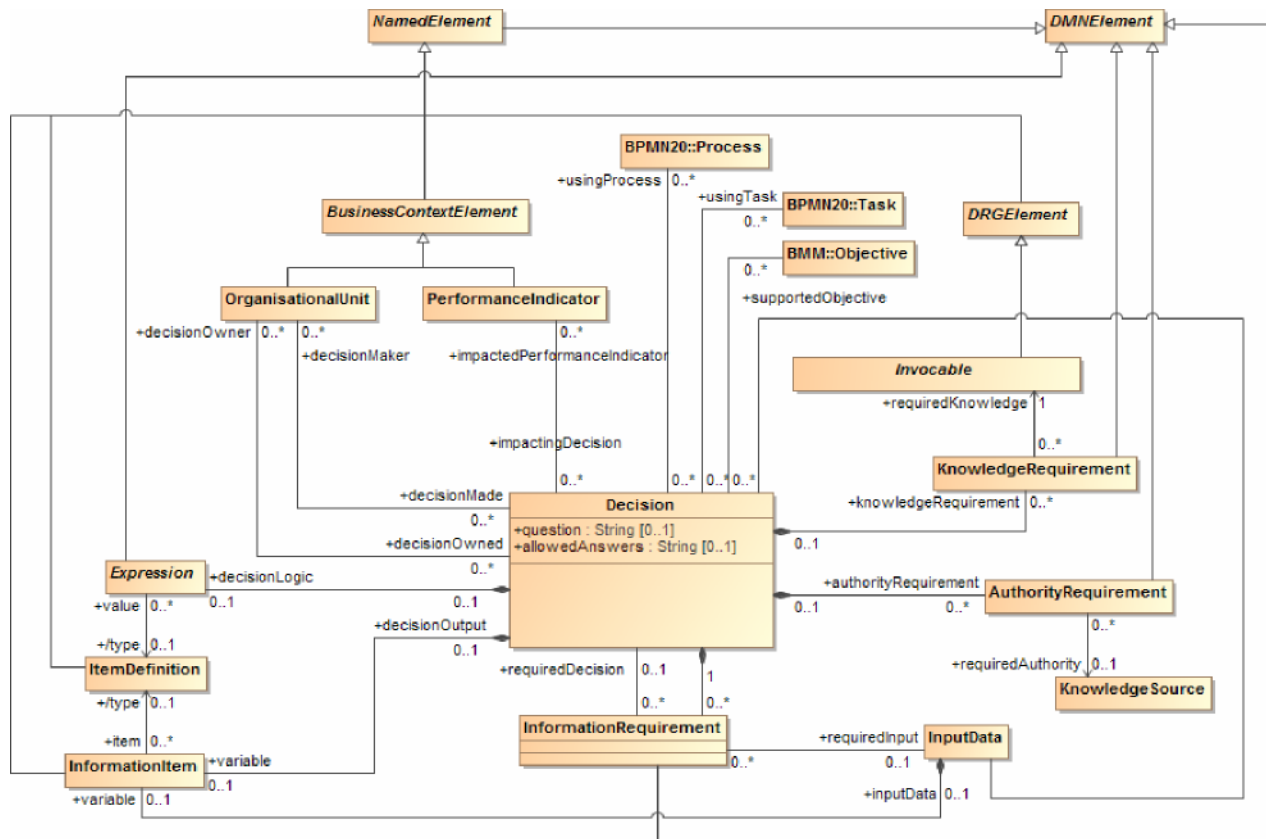 NamedElement
DMNElement
BPMN20::Process
+usingProcess 0..*
+usingTask
BPMN20::Task
0..*
BusinessContextElement
DRGElement
BMM::Objective
0..*
+supportedObjective
OrganisationalUnit
PerformanceIndicator
+decisionOwner 0..* 0..*
0..*
+decisionMaker
+impactedPerformanceIndicator
Invocable
+requiredKnowledge 1
+impactingDecision
0..*
KnowledgeRequirement
0..*
0..* 0..* 0..*
+decisionMade
0..*
Decision
+knowledgeRequirement 0..*
+question : String [0..1]
+allowedAnswers : String [0..1]
0..1
+decisionOwned
0..*
Expression
+decisionLogic
0..1
0..1
+authorityRequirement
0..1
0..*
AuthorityRequirement
+value 0..*
+decisionOutput
0..1
0..*
+/type 0..1
ItemDefinition
+requiredDecision 0..1
1
+requiredAuthority 0..1
KnowledgeSource
+/type 0..1
0..*
0..*
InformationRequirement
+item 0..*
+requiredInput
InputData
InformationItem
+variable
0..1
0..*
0..1
+variable 0..1
+inputData 0..1